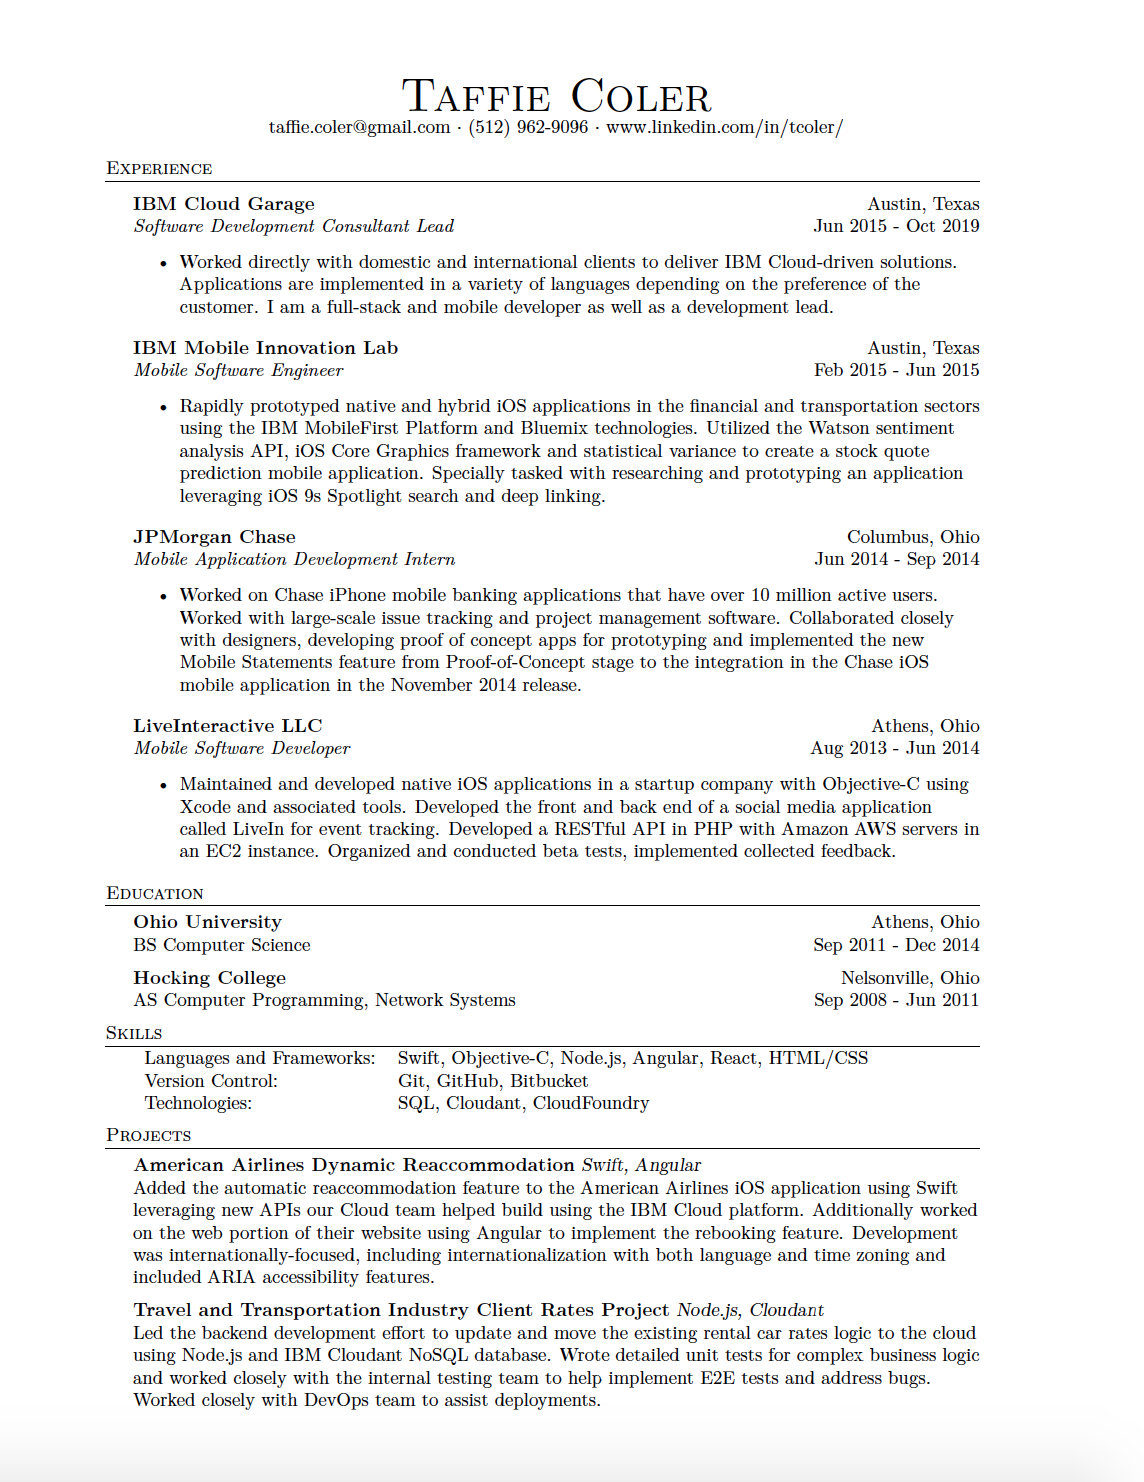 Taffie Coler
taffie.coler@gmail.com · (512) 962-9096 · www.linkedin.com/in/tcoler/
Experience
IBM Cloud Garage Austin, Texas
Software Development Consultant Lead Jun 2015 - Oct 2019
• Worked directly with domestic and international clients to deliver IBM Cloud-driven solutions.
Applications are implemented in a variety of languages depending on the preference of the
customer. I am a full-stack and mobile developer as well as a development lead.
IBM Mobile Innovation Lab Austin, Texas
Mobile Software Engineer Feb 2015 - Jun 2015
• Rapidly prototyped native and hybrid iOS applications in the financial and transportation sectors
using the IBM MobileFirst Platform and Bluemix technologies. Utilized the Watson sentiment
analysis API, iOS Core Graphics framework and statistical variance to create a stock quote
prediction mobile application. Specially tasked with researching and prototyping an application
leveraging iOS 9s Spotlight search and deep linking.
JPMorgan Chase Columbus, Ohio
Mobile Application Development Intern Jun 2014 - Sep 2014
• Worked on Chase iPhone mobile banking applications that have over 10 million active users.
Worked with large-scale issue tracking and project management software. Collaborated closely
with designers, developing proof of concept apps for prototyping and implemented the new
Mobile Statements feature from Proof-of-Concept stage to the integration in the Chase iOS
mobile application in the November 2014 release.
LiveInteractive LLC Athens, Ohio
Mobile Software Developer Aug 2013 - Jun 2014
• Maintained and developed native iOS applications in a startup company with Objective-C using
Xcode and associated tools. Developed the front and back end of a social media application
called LiveIn for event tracking. Developed a RESTful API in PHP with Amazon AWS servers in
an EC2 instance. Organized and conducted beta tests, implemented collected feedback.
Education
Ohio University Athens, Ohio
BS Computer Science Sep 2011 - Dec 2014
Hocking College Nelsonville, Ohio
AS Computer Programming, Network Systems Sep 2008 - Jun 2011
Skills
Languages and Frameworks: Swift, Objective-C, Node.js, Angular, React, HTML/CSS
Version Control: Git, GitHub, Bitbucket
Technologies: SQL, Cloudant, CloudFoundry
Projects
American Airlines Dynamic Reaccommodation Swift, Angular
Added the automatic reaccommodation feature to the American Airlines iOS application using Swift
leveraging new APIs our Cloud team helped build using the IBM Cloud platform. Additionally worked
on the web portion of their website using Angular to implement the rebooking feature. Development
was internationally-focused, including internationalization with both language and time zoning and
included ARIA accessibility features.
Travel and Transportation Industry Client Rates Project Node.js, Cloudant
Led the backend development effort to update and move the existing rental car rates logic to the cloud
using Node.js and IBM Cloudant NoSQL database. Wrote detailed unit tests for complex business logic
and worked closely with the internal testing team to help implement E2E tests and address bugs.
Worked closely with DevOps team to assist deployments.